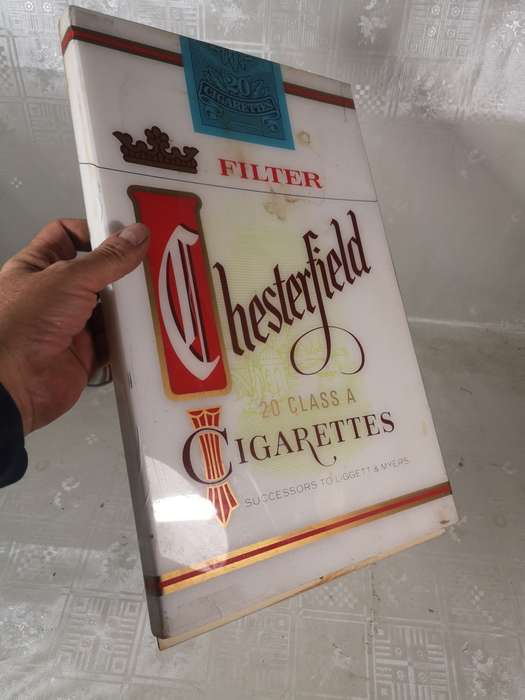 20
CIGARETTES
FILTER
Chesterfield
20 CLASS A
CIGARETTES
SUCCESSORS TO LIGGETT & MYERS